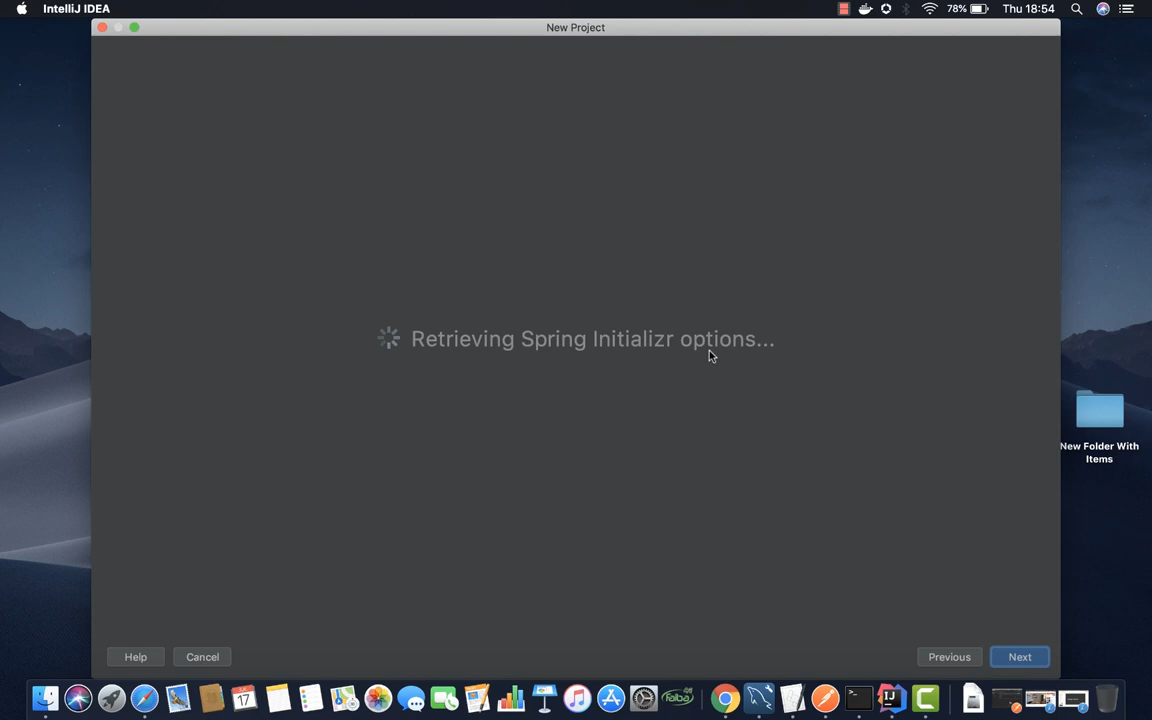 IntelliJ IDEA
78%
Thu 18:54
New Project
Retrieving Spring Initializr options...
New Folder With
Items
Help
Cancel
Previous
Next
17